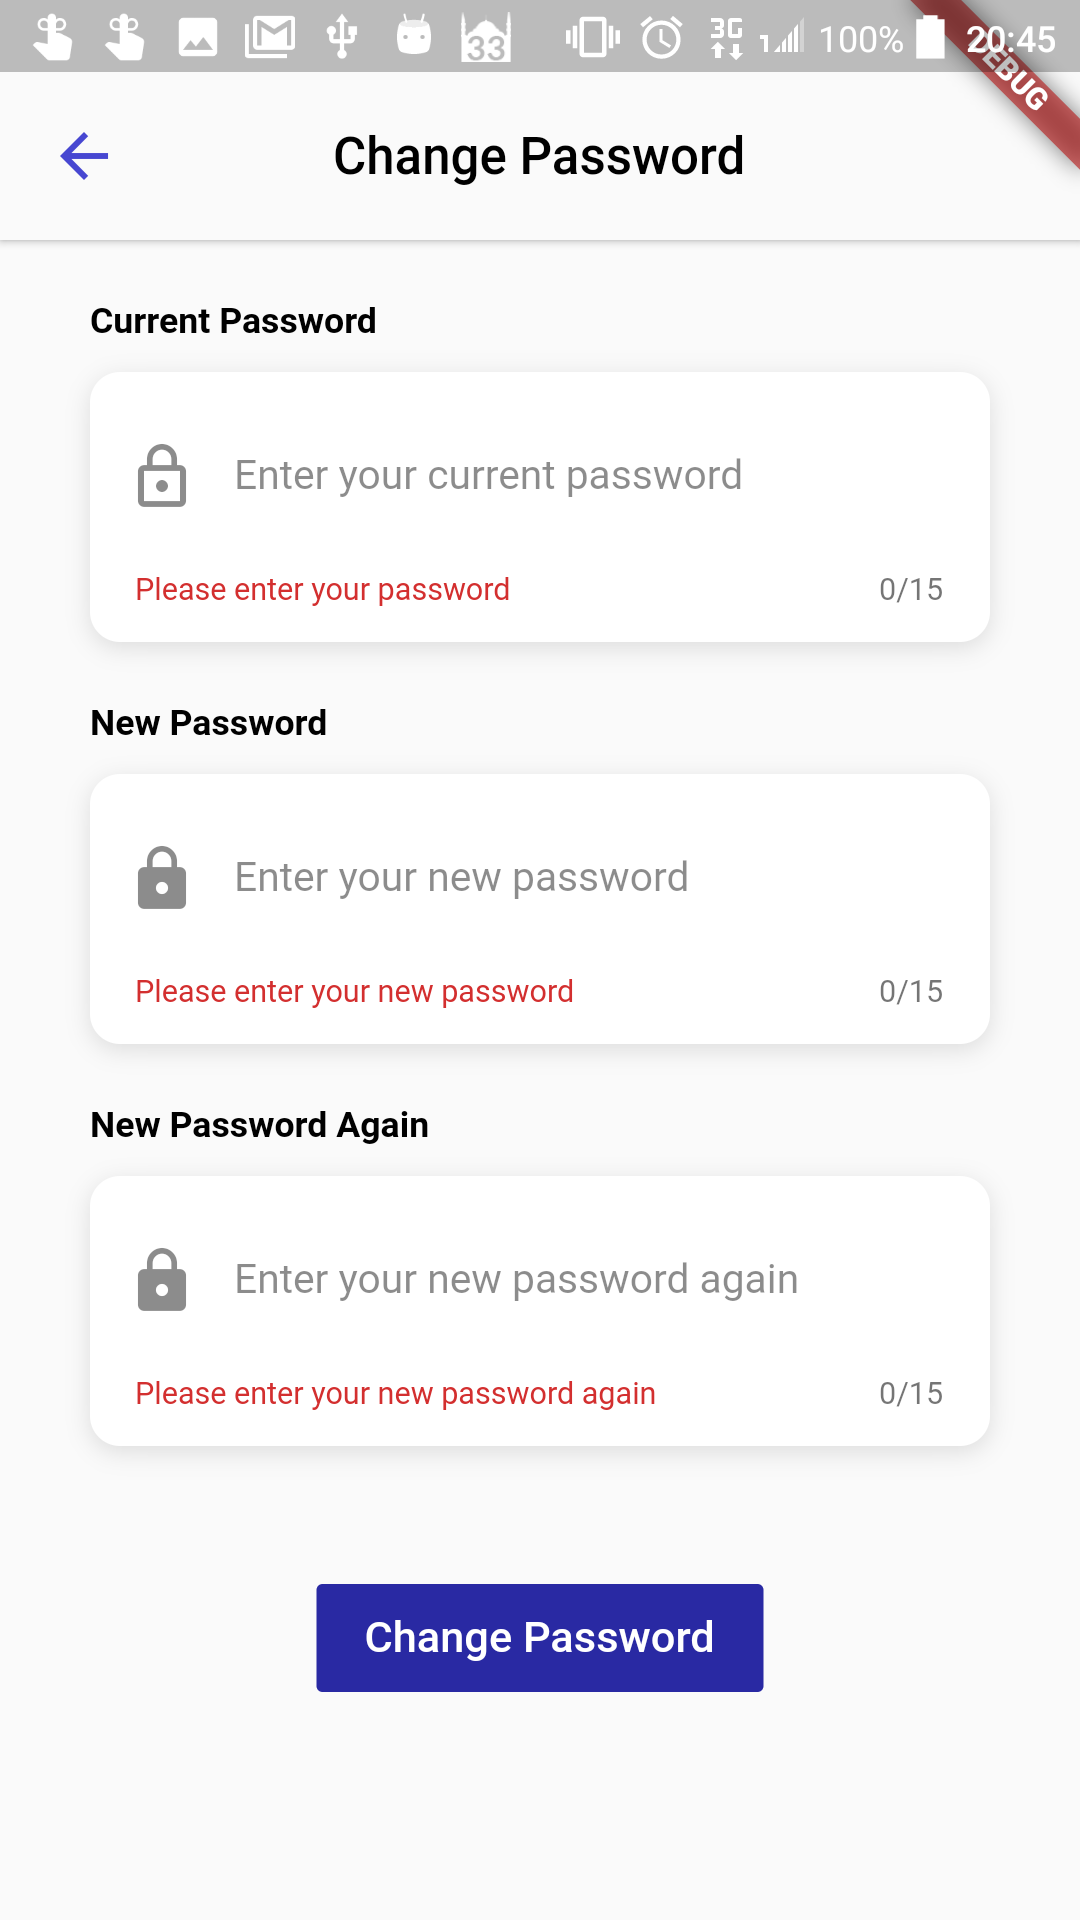 33 3G 1 100% 20:45
DEBUG
Change Password
Current Password
Enter your current password
Please enter your password 0/15
New Password
Enter your new password
Please enter your new password 0/15
New Password Again
Enter your new password again
Please enter your new password again 0/15
Change Password